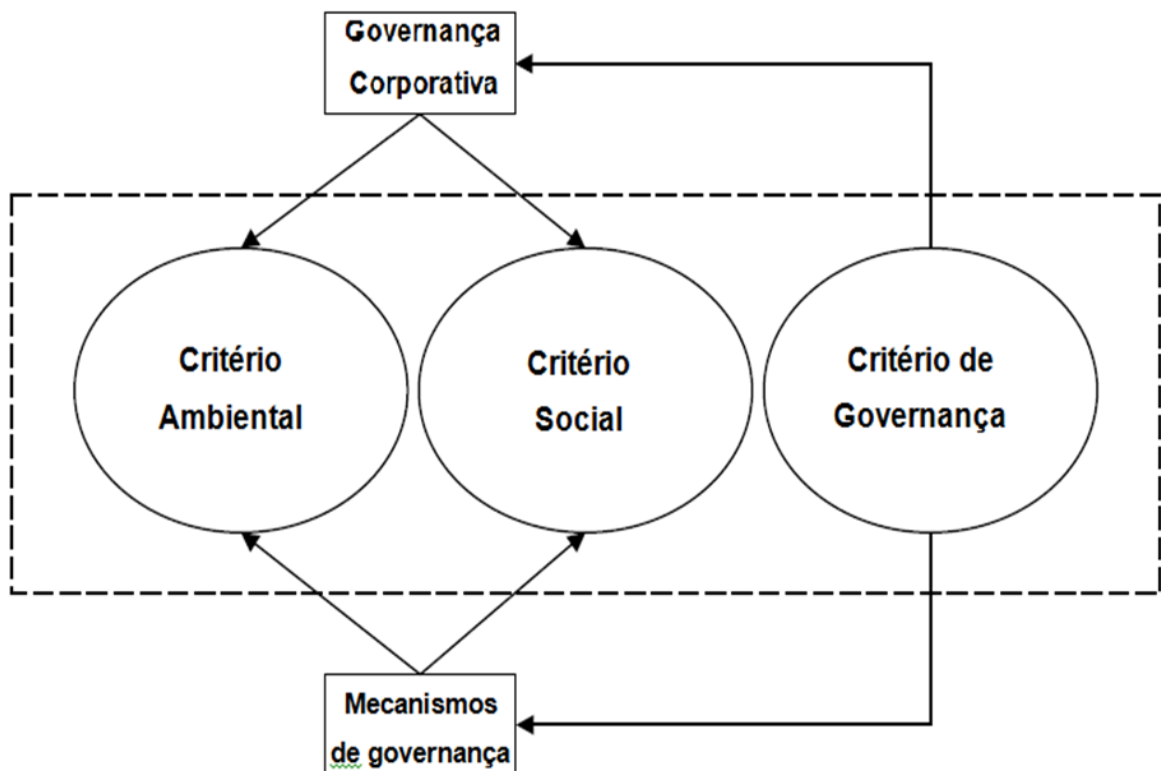 Governança
Corporativa
Critério
Ambiental
Critério
Social
Critério de
Governança
Mecanismos
de governança